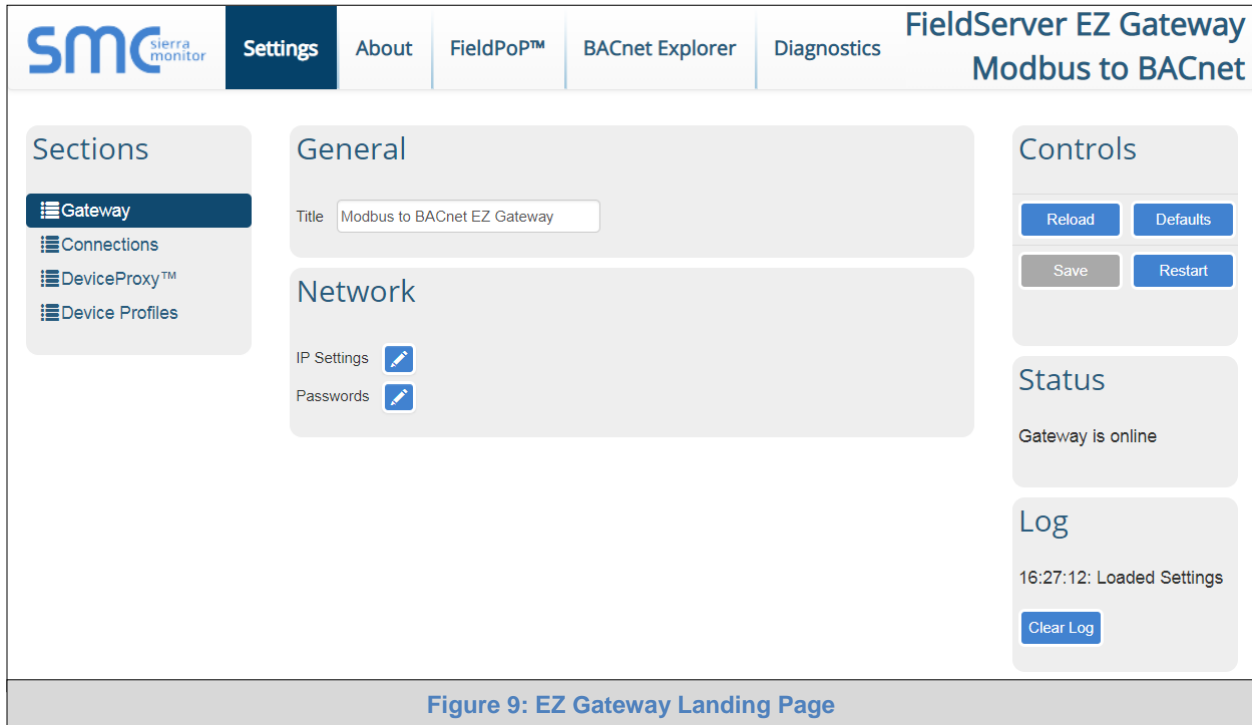 SMC sierra monitor
Settings
About
FieldPoP™
BACnet Explorer
Diagnostics
FieldServer EZ Gateway
Modbus to BACnet
Sections
Gateway
Connections
DeviceProxy™
Device Profiles
General
Title Modbus to BACnet EZ Gateway
Network
IP Settings
Passwords
Controls
Reload Defaults
Save Restart
Status
Gateway is online
Log
16:27:12: Loaded Settings
Clear Log
Figure 9: EZ Gateway Landing Page